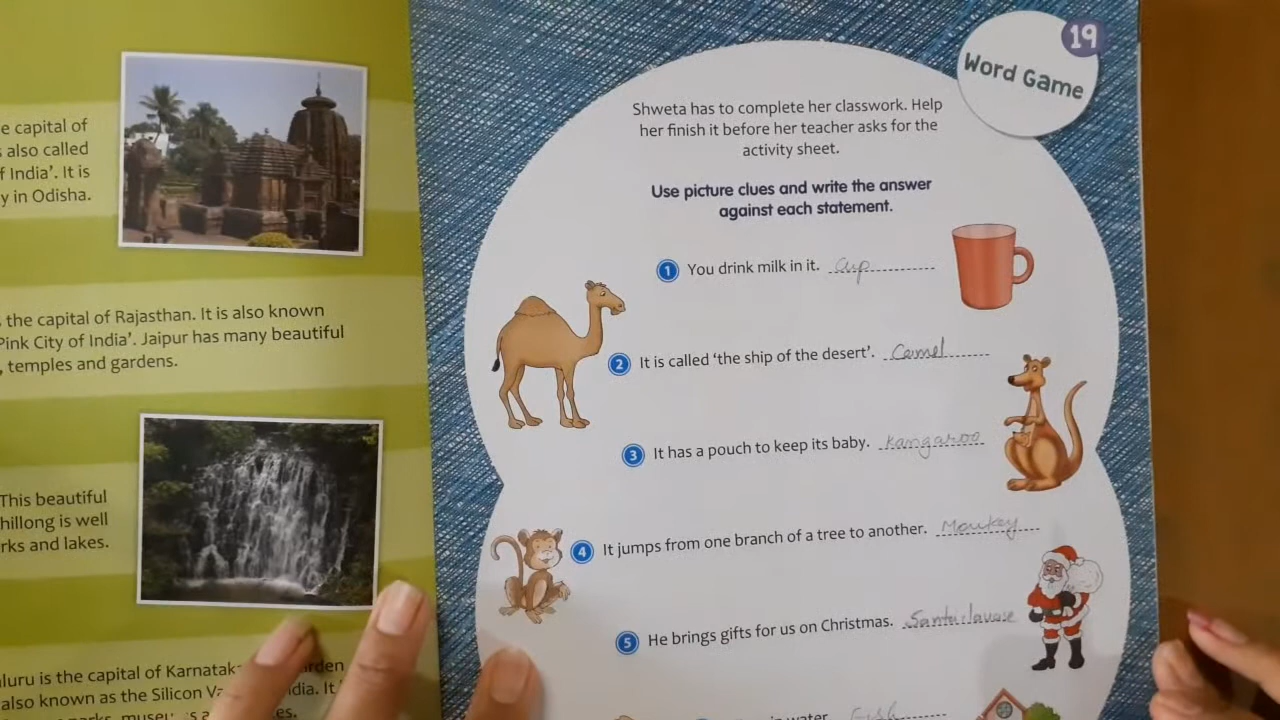 e capital of
also called
f India'. It is
y in Odisha.
the capital of Rajasthan. It is also known
Pink City of India'. Jaipur has many beautiful
, temples and gardens.
This beautiful
hillong is well
rks and lakes.
luru is the capital of Karnatak
also known as the Silicon Va
19
Word Game
Shweta has to complete her classwork. Help
her finish it before her teacher asks for the
activity sheet.
Use picture clues and write the answer
against each statement.
1 You drink milk in it. Cup
2 It is called 'the ship of the desert'. Camel
3 It has a pouch to keep its baby. Kangaroo
4 It jumps from one branch of a tree to another. Monkey
5 He brings gifts for us on Christmas.
water Fish